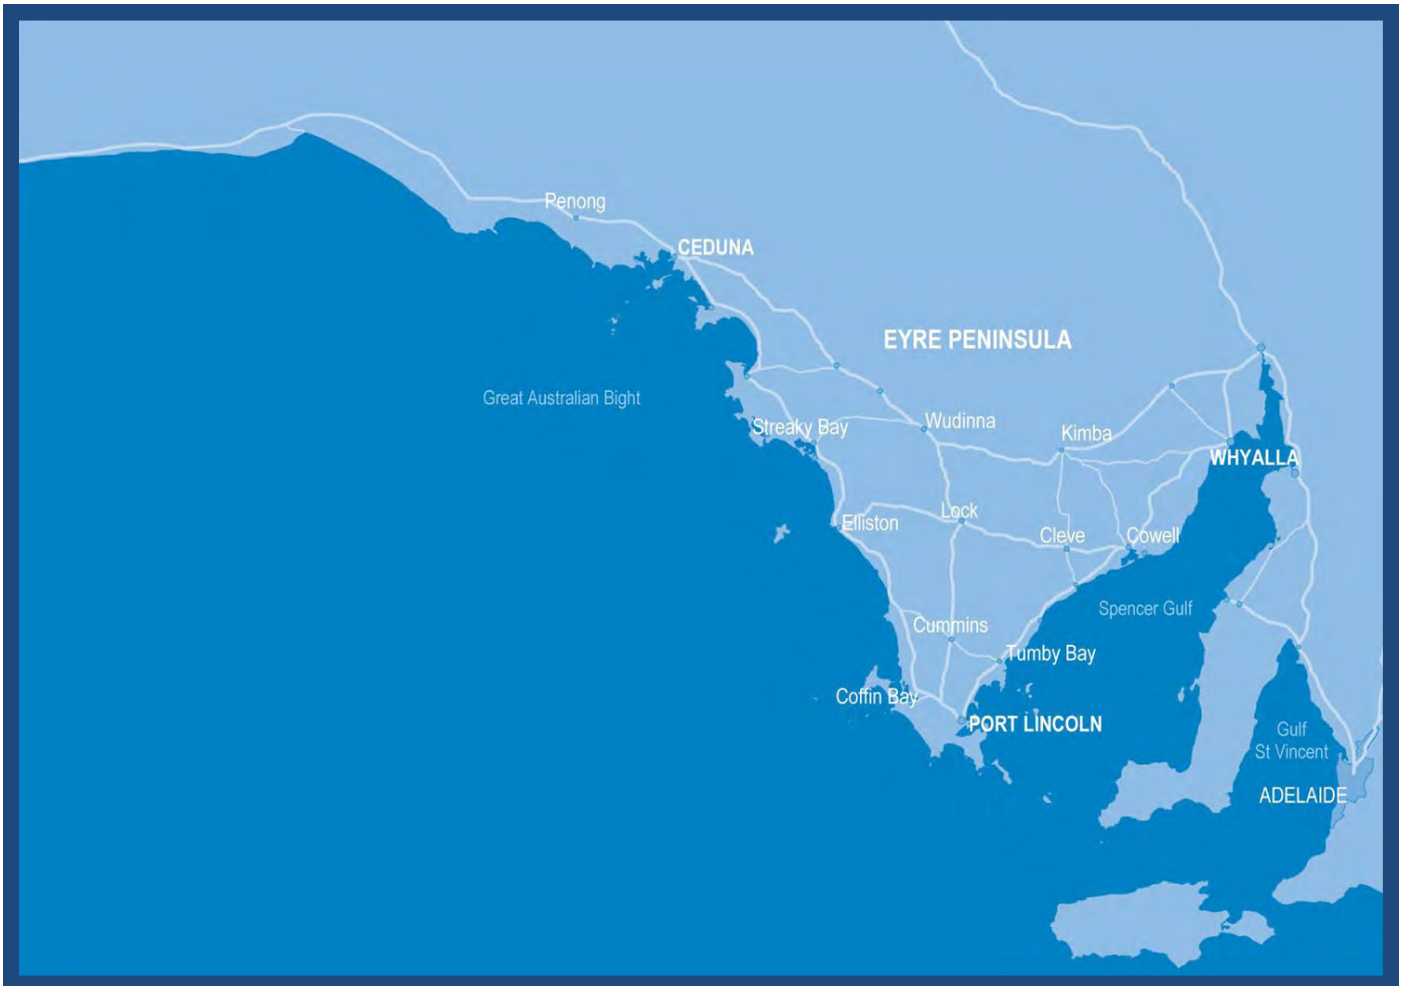 Penong
CEDUNA
EYRE PENINSULA
Great Australian Bight
Streaky Bay
Wudinna
Kimba
WHYALLA
Elliston
Lock
Cleve
Cowell
Spencer Gulf
Cummins
Tumby Bay
Coffin Bay
PORT LINCOLN
Gulf
St Vincent
ADELAIDE